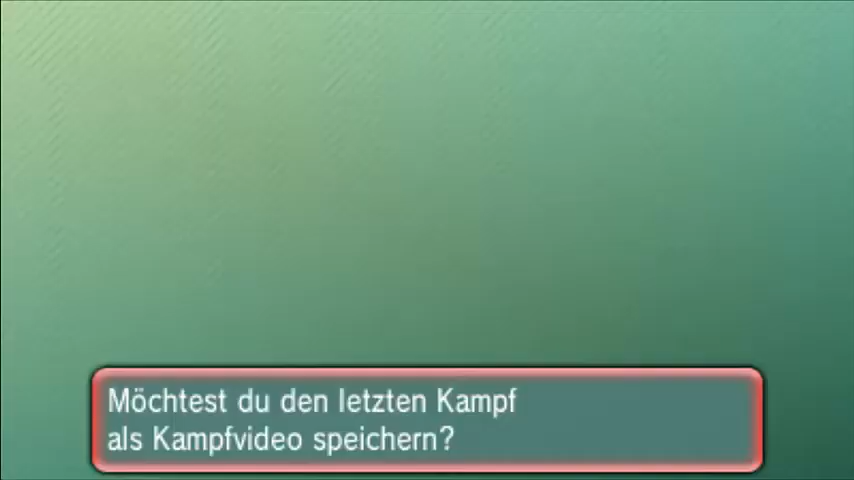 Möchtest du den letzten Kampf
als Kampfvideo speichern?